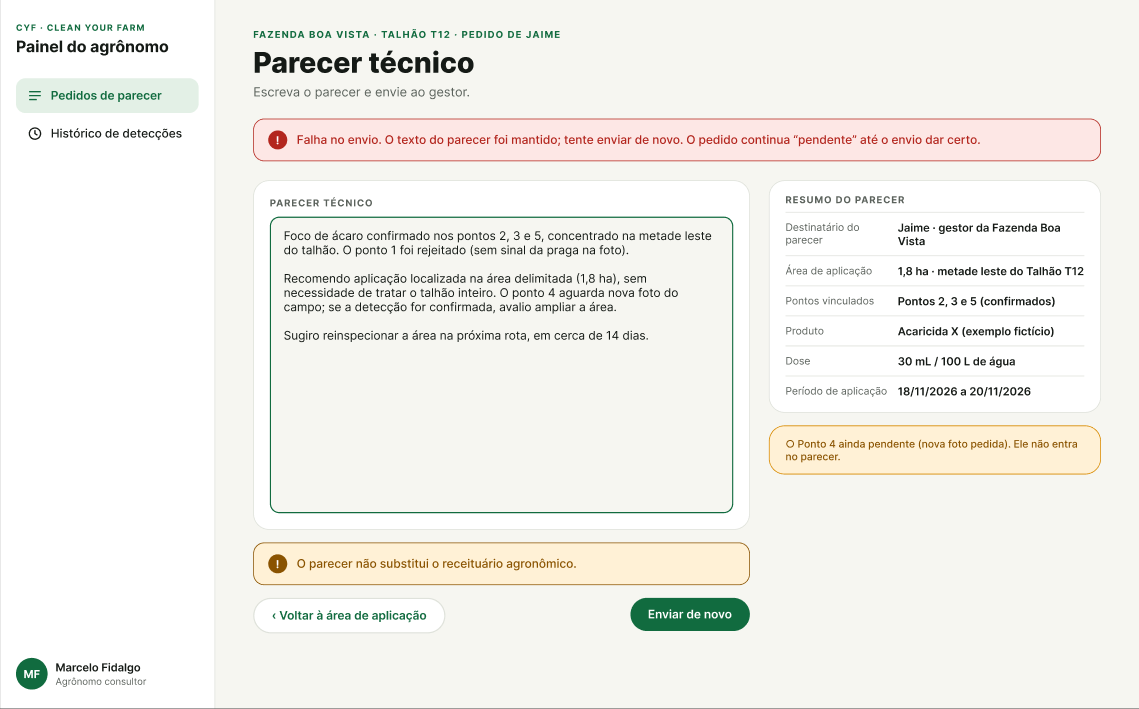 CYF · CLEAN YOUR FARM
Painel do agrônomo
Pedidos de parecer
Histórico de detecções
MF
Marcelo Fidalgo
Agrônomo consultor
FAZENDA BOA VISTA · TALHÃO T12 · PEDIDO DE JAIME
Parecer técnico
Escreva o parecer e envie ao gestor.
! Falha no envio. O texto do parecer foi mantido; tente enviar de novo. O pedido continua “pendente” até o envio dar certo.
PARECER TÉCNICO
Foco de ácaro confirmado nos pontos 2, 3 e 5, concentrado na metade leste
do talhão. O ponto 1 foi rejeitado (sem sinal da praga na foto).
Recomendo aplicação localizada na área delimitada (1,8 ha), sem
necessidade de tratar o talhão inteiro. O ponto 4 aguarda nova foto do
campo; se a detecção for confirmada, avalio ampliar a área.
Sugiro reinspecionar a área na próxima rota, em cerca de 14 dias.
! O parecer não substitui o receituário agronômico.
‹ Voltar à área de aplicação
Enviar de novo
RESUMO DO PARECER
Destinatário do
parecer
Jaime · gestor da Fazenda Boa
Vista
Área de aplicação
1,8 ha · metade leste do Talhão T12
Pontos vinculados
Pontos 2, 3 e 5 (confirmados)
Produto
Acaricida X (exemplo fictício)
Dose
30 mL / 100 L de água
Período de aplicação
18/11/2026 a 20/11/2026
○ Ponto 4 ainda pendente (nova foto pedida). Ele não entra
no parecer.